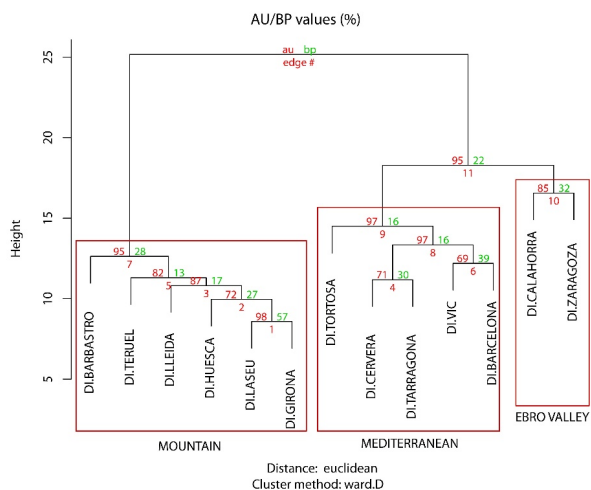 AU/BP values (%)
25
20
15
10
5
Height
au bp
edge #
95 22
11
85 32
10
97 16
9
97 16
8
69 39
6
71 30
4
95 28
7
82 13
5
87 17
3
72 27
2
98 57
1
DI.BARBASTRO
DI.TERUEL
DI.LLEIDA
DI.HUESCA
DI.LASEU
DI.GIRONA
DI.TORTOSA
DI.CERVERA
DI.TARRAGONA
DI.VIC
DI.BARCELONA
DI.CALAHORRA
DI.ZARAGOZA
MOUNTAIN
MEDITERRANEAN
EBRO VALLEY
Distance: euclidean
Cluster method: ward.D